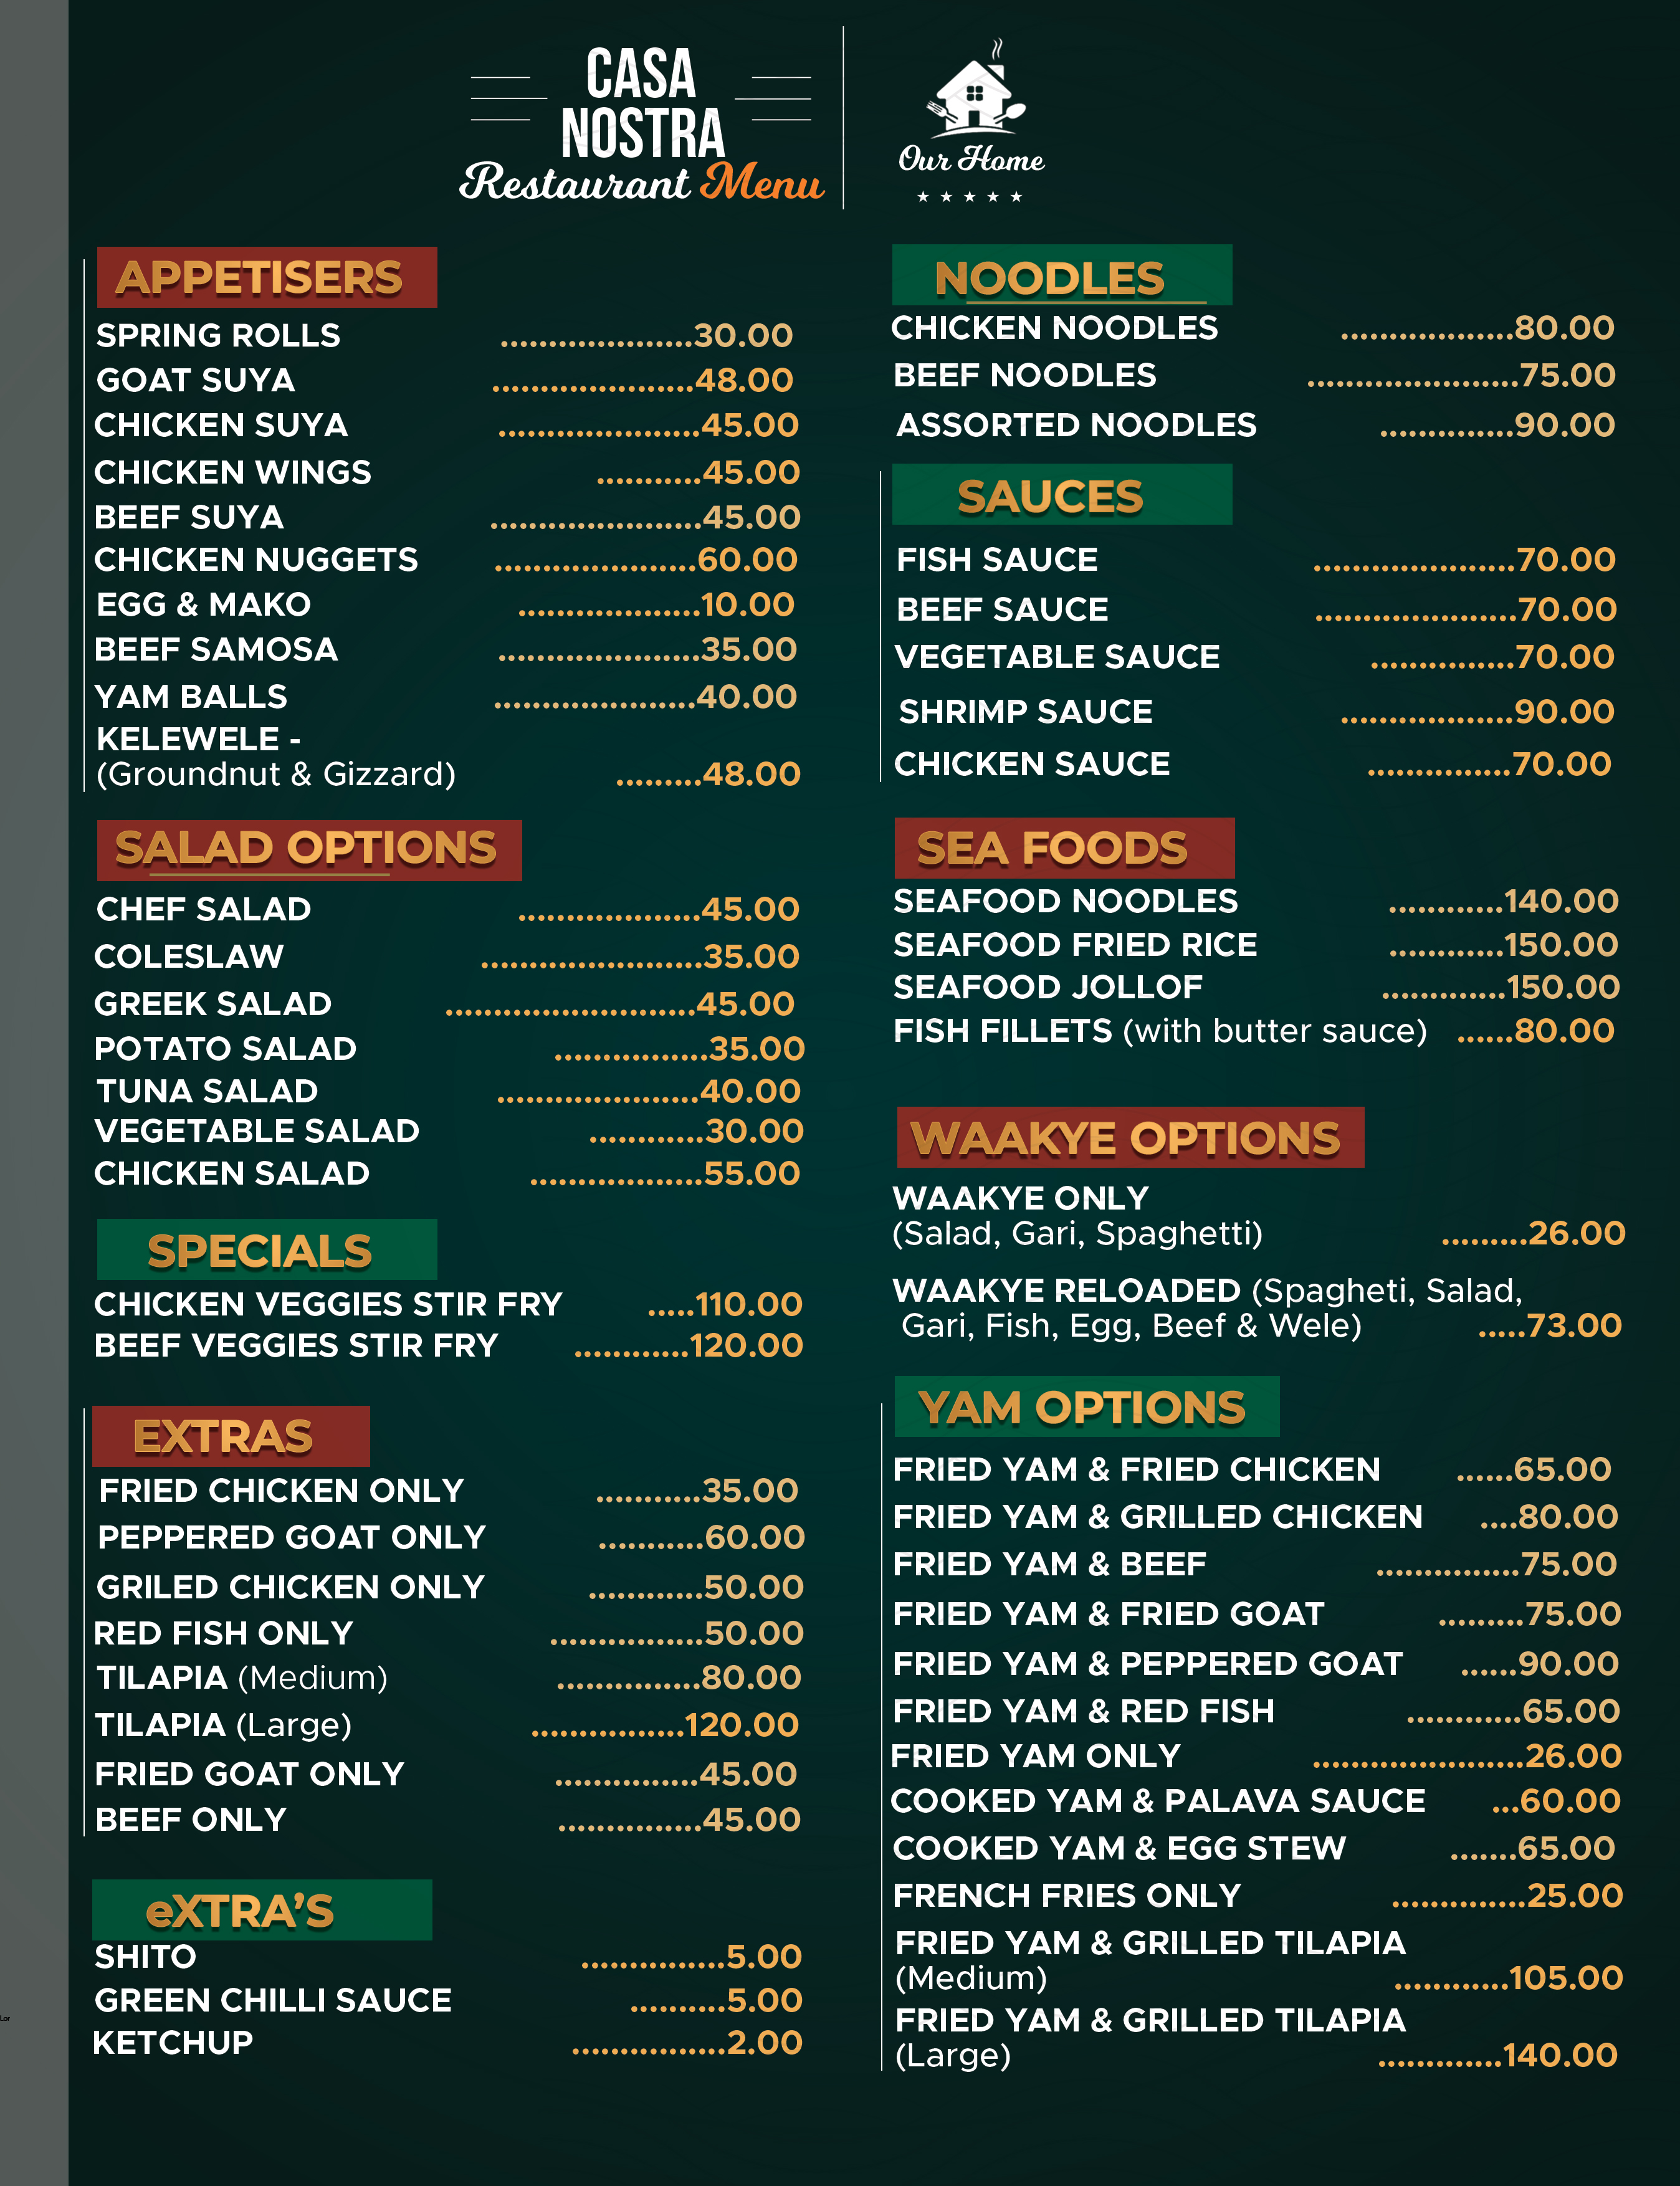 CASA
NOSTRA
Restaurant Menu
Our Home
APPETISERS
SPRING ROLLS ....................30.00
GOAT SUYA .....................48.00
CHICKEN SUYA .....................45.00
CHICKEN WINGS ...........45.00
BEEF SUYA ......................45.00
CHICKEN NUGGETS .....................60.00
EGG & MAKO ...................10.00
BEEF SAMOSA .....................35.00
YAM BALLS .....................40.00
KELEWELE -
(Groundnut & Gizzard) .........48.00
SALAD OPTIONS
CHEF SALAD ...................45.00
COLESLAW .......................35.00
GREEK SALAD ..........................45.00
POTATO SALAD ................35.00
TUNA SALAD .....................40.00
VEGETABLE SALAD ............30.00
CHICKEN SALAD ..................55.00
SPECIALS
CHICKEN VEGGIES STIR FRY .....110.00
BEEF VEGGIES STIR FRY ............120.00
EXTRAS
FRIED CHICKEN ONLY ...........35.00
PEPPERED GOAT ONLY ...........60.00
GRILED CHICKEN ONLY ............50.00
RED FISH ONLY ................50.00
TILAPIA (Medium) ...............80.00
TILAPIA (Large) ................120.00
FRIED GOAT ONLY ...............45.00
BEEF ONLY ...............45.00
eXTRA'S
SHITO ...............5.00
GREEN CHILLI SAUCE ..........5.00
KETCHUP ................2.00
NOODLES
CHICKEN NOODLES ..................80.00
BEEF NOODLES ......................75.00
ASSORTED NOODLES ..............90.00
SAUCES
FISH SAUCE .....................70.00
BEEF SAUCE .....................70.00
VEGETABLE SAUCE ...............70.00
SHRIMP SAUCE ..................90.00
CHICKEN SAUCE ...............70.00
SEA FOODS
SEAFOOD NOODLES ............140.00
SEAFOOD FRIED RICE ............150.00
SEAFOOD JOLLOF .............150.00
FISH FILLETS (with butter sauce) ......80.00
WAAKYE OPTIONS
WAAKYE ONLY
(Salad, Gari, Spaghetti) .........26.00
WAAKYE RELOADED (Spagheti, Salad,
Gari, Fish, Egg, Beef & Wele) .....73.00
YAM OPTIONS
FRIED YAM & FRIED CHICKEN ......65.00
FRIED YAM & GRILLED CHICKEN ....80.00
FRIED YAM & BEEF ...............75.00
FRIED YAM & FRIED GOAT .........75.00
FRIED YAM & PEPPERED GOAT ......90.00
FRIED YAM & RED FISH ............65.00
FRIED YAM ONLY ......................26.00
COOKED YAM & PALAVA SAUCE ...60.00
COOKED YAM & EGG STEW .......65.00
FRENCH FRIES ONLY ..............25.00
FRIED YAM & GRILLED TILAPIA
(Medium) ............105.00
FRIED YAM & GRILLED TILAPIA
(Large) .............140.00